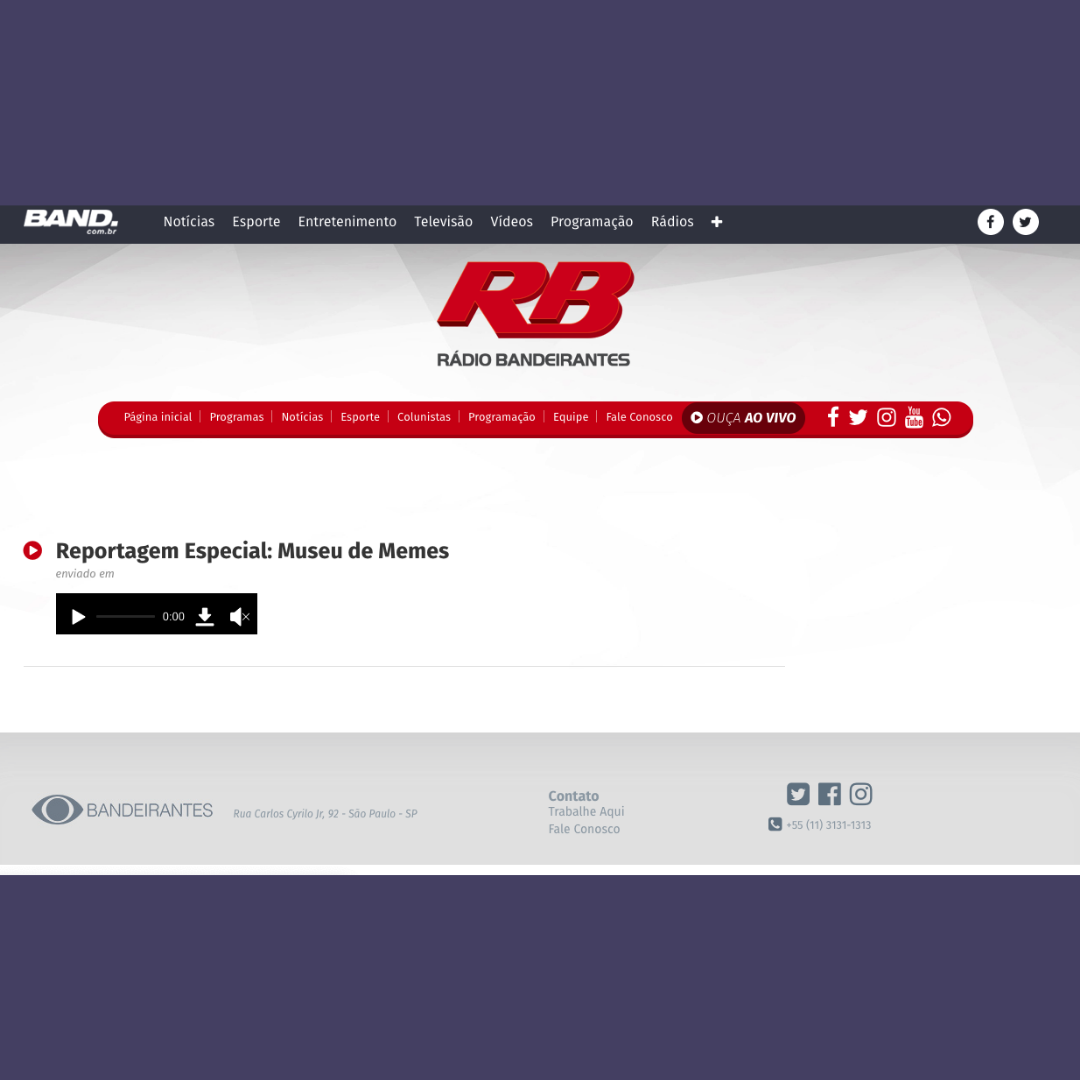 BAND.
com.br
Notícias Esporte Entretenimento Televisão Vídeos Programação Rádios +
RB
RÁDIO BANDEIRANTES
Página inicial | Programas | Notícias | Esporte | Colunistas | Programação | Equipe | Fale Conosco OUÇA AO VIVO You Tube
Reportagem Especial: Museu de Memes
enviado em
0:00
BANDEIRANTES Rua Carlos Cyrilo Jr, 92 - São Paulo - SP
Contato
Trabalhe Aqui
Fale Conosco
+55 (11) 3131-1313